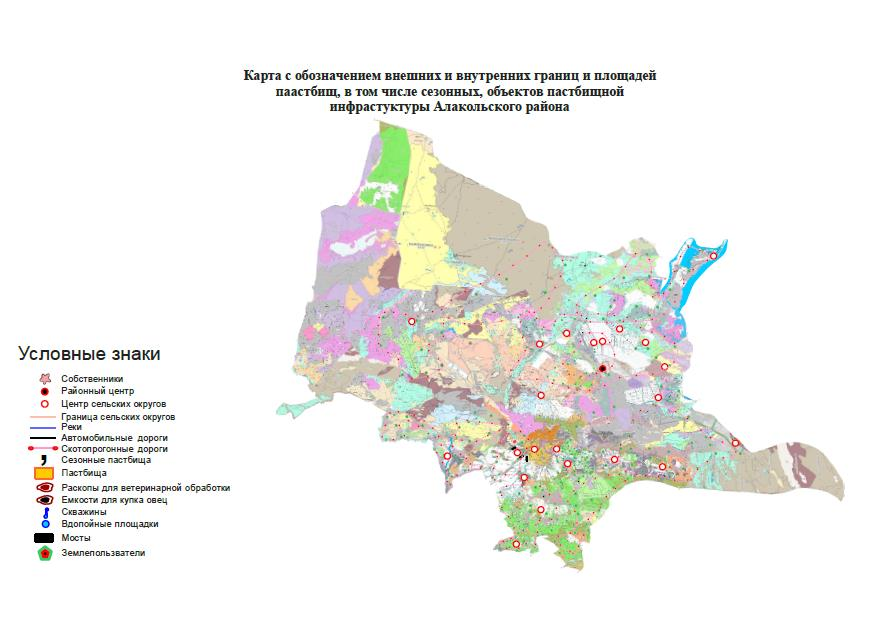 Карта с обозначением внешних и внутренних границ и площадей
паастбищ, в том числе сезонных, объектов пастбищной
инфрастуктуры Алакольского района
Условные знаки
Собственники
Районный центр
Центр сельских округов
Граница сельских округов
Реки
Автомобильные дороги
Скотопрогонные дороги
Сезонные пастбища
Пастбища
Расколы для ветеринарной обработки
Емкости для купка овец
Скважины
Вдопойные площадки
Мосты
Землепользватели